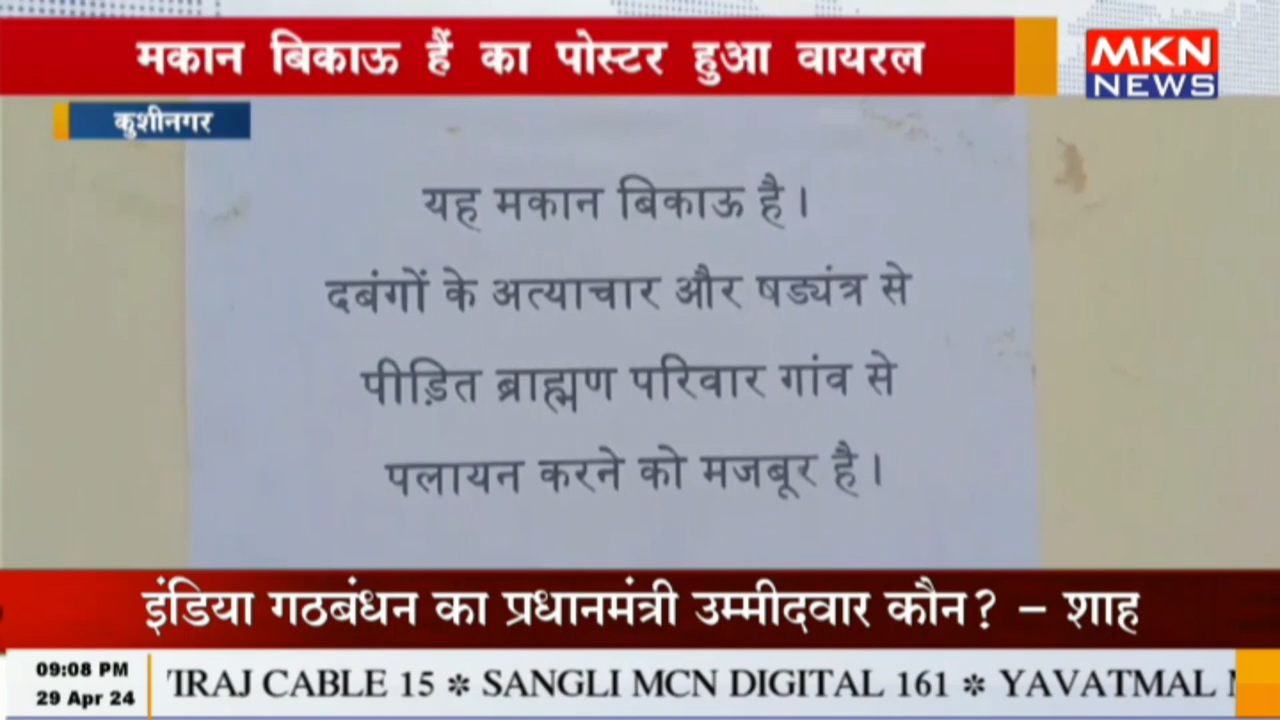 मकान बिकाऊ हैं का पोस्टर हुआ वायरल
MKN
NEWS
कुशीनगर
यह मकान बिकाऊ है।
दबंगों के अत्याचार और षड्यंत्र से
पीड़ित ब्राह्मण परिवार गांव से
पलायन करने को मजबूर है।
इंडिया गठबंधन का प्रधानमंत्री उम्मीदवार कौन? - शाह
09:08 PM
29 Apr 24
CABLE 15 * SANGLI MCN DIGITAL 161 * YAVATMAL